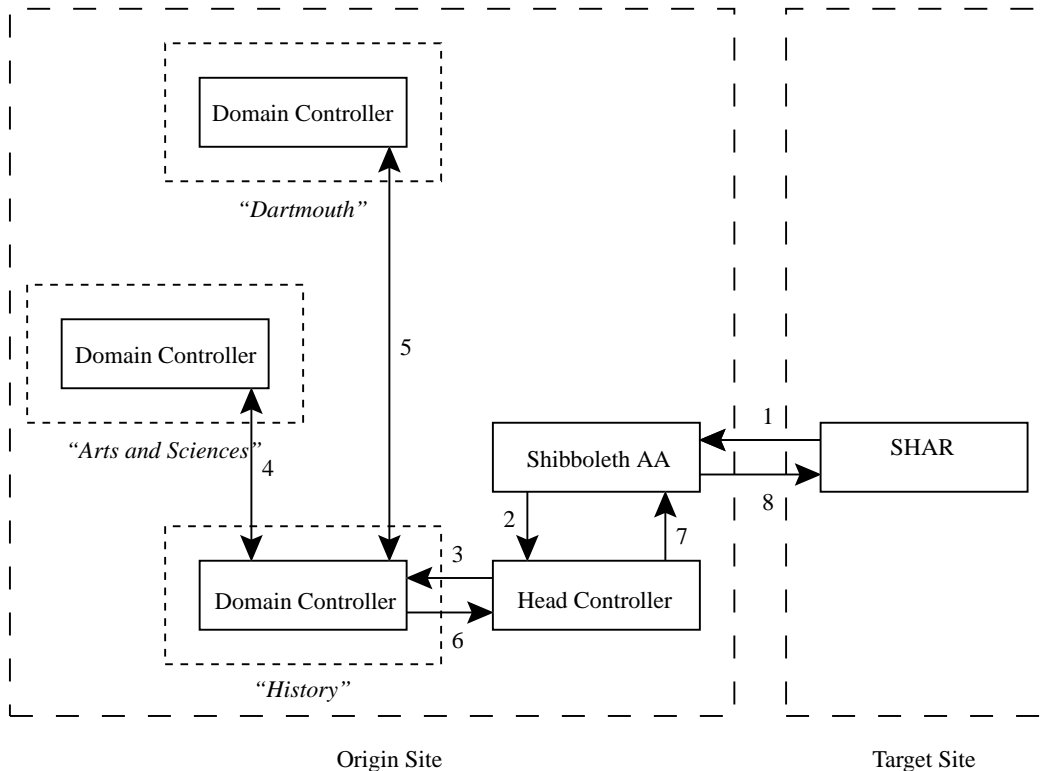 Domain Controller
“Dartmouth”
Domain Controller
“Arts and Sciences”
5
4
1
Shibboleth AA
SHAR
8
2
7
3
Domain Controller
Head Controller
6
“History”
Origin Site
Target Site